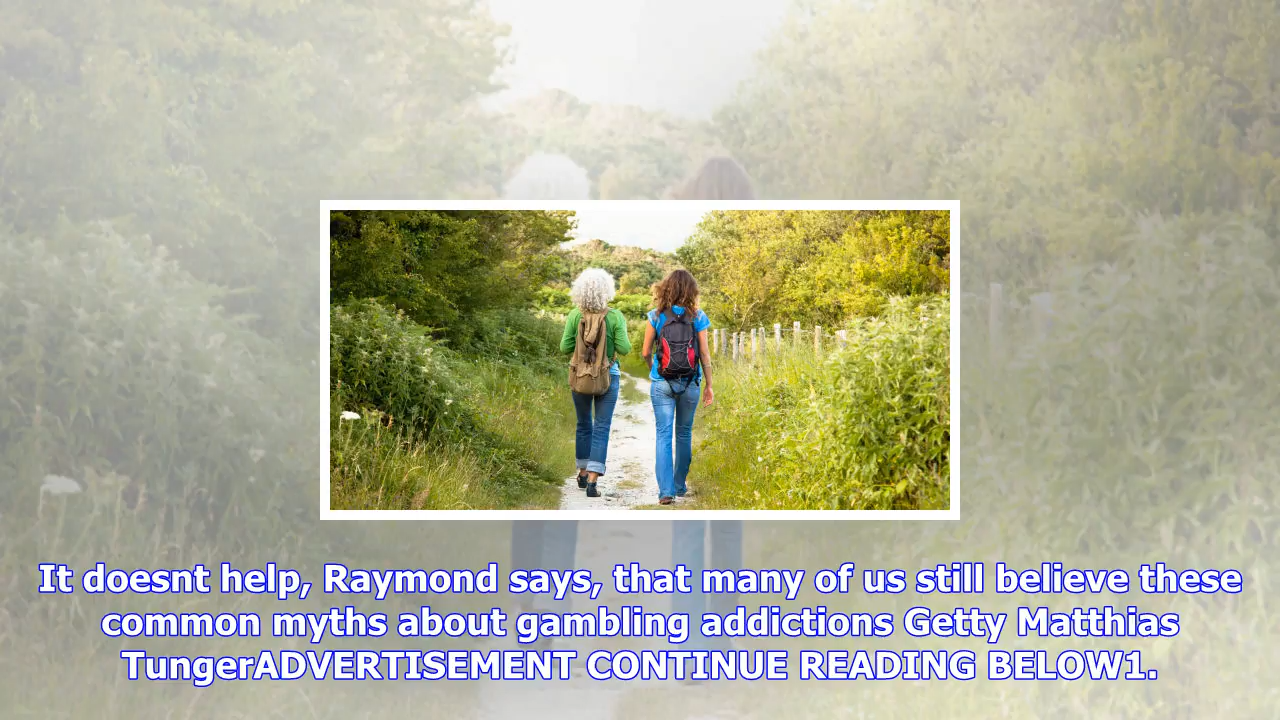 It doesnt help, Raymond says, that many of us still believe these
common myths about gambling addictions Getty Matthias
TungerADVERTISEMENT CONTINUE READING BELOW1.